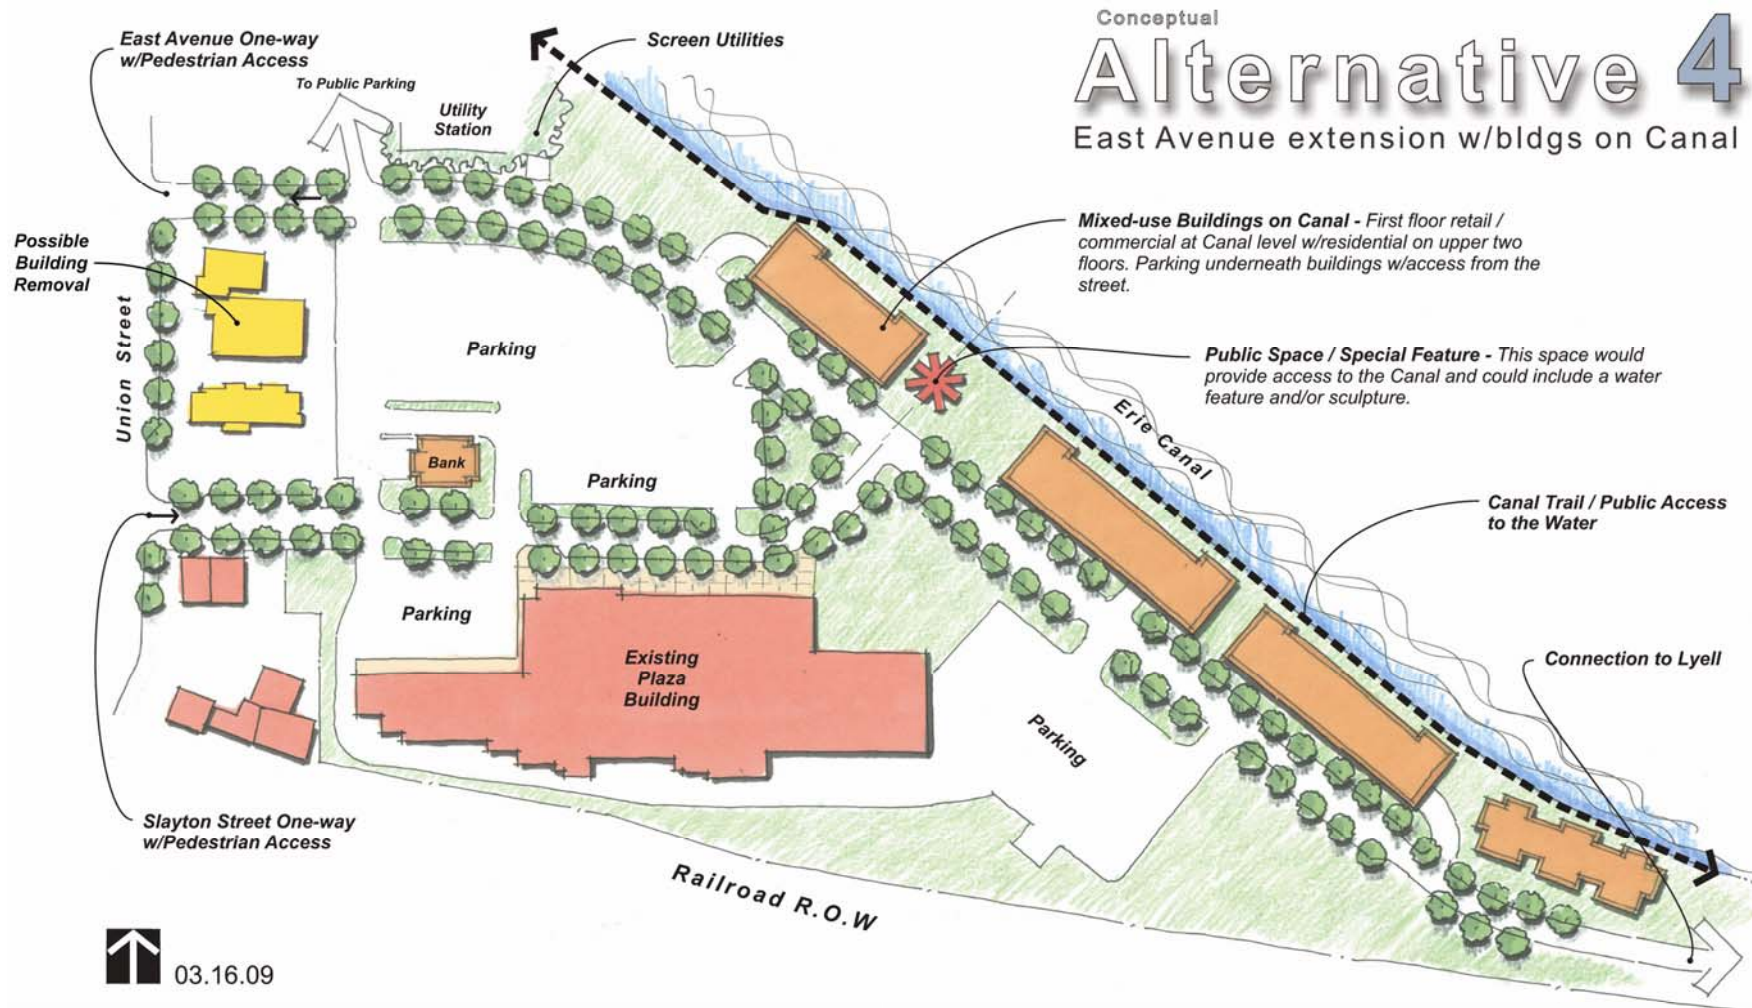 Conceptual
Alternative 4
East Avenue extension w/bldgs on Canal
East Avenue One-way
w/Pedestrian Access
To Public Parking
Screen Utilities
Utility
Station
Possible
Building
Removal
Union Street
Mixed-use Buildings on Canal - First floor retail /
commercial at Canal level w/residential on upper two
floors. Parking underneath buildings w/access from the
street.
Parking
Public Space / Special Feature - This space would
provide access to the Canal and could include a water
feature and/or sculpture.
Erie Canal
Bank
Parking
Canal Trail / Public Access
to the Water
Parking
Existing
Plaza
Building
Connection to Lyell
Parking
Slayton Street One-way
w/Pedestrian Access
Railroad R.O.W
03.16.09